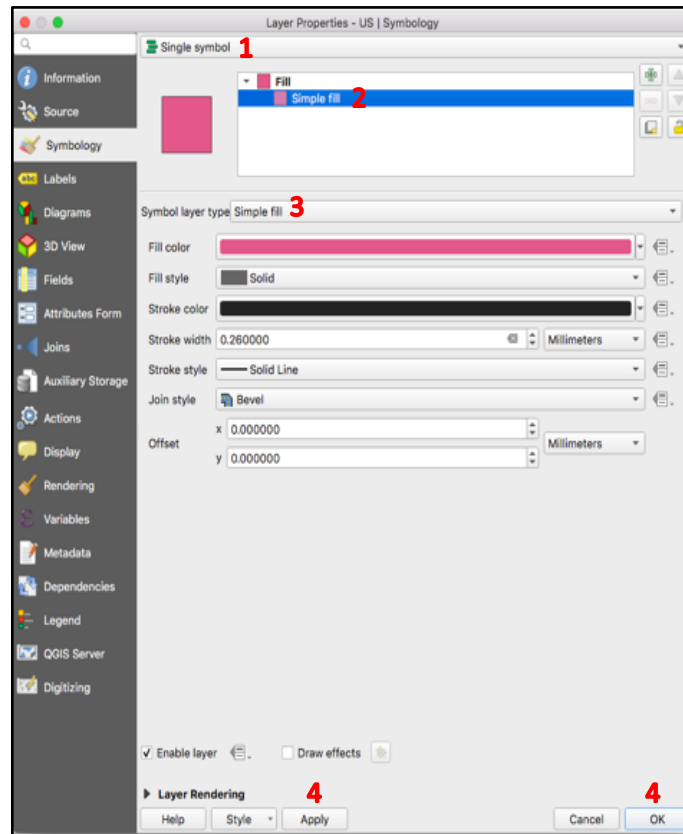 Layer Properties - US | Symbology
Single symbol 1
Information
Source
Symbology
Labels
Diagrams
3D View
Fields
Attributes Form
Joins
Auxiliary Storage
Actions
Display
Rendering
Variables
Metadata
Dependencies
Legend
QGIS Server
Digitizing
Fill
Simple fill 2
Symbol layer type Simple fill 3
Fill color
Fill style Solid
Stroke color
Stroke width 0.260000 Millimeters
Stroke style Solid Line
Join style Bevel
Offset x 0.000000 Millimeters
y 0.000000
Enable layer Draw effects
Layer Rendering
4 4
Help Style Apply Cancel OK